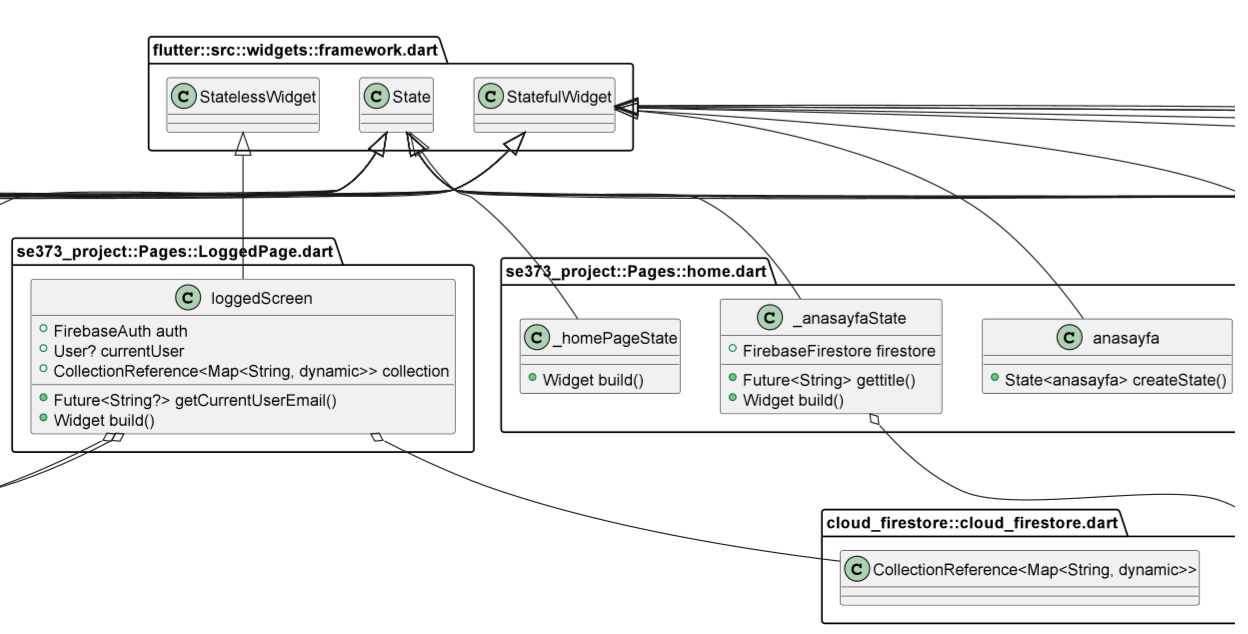 flutter::src::widgets::framework.dart
C StatelessWidget
C State
C StatefulWidget
se373_project::Pages::LoggedPage.dart
C loggedScreen
FirebaseAuth auth
User? currentUser
CollectionReference<Map<String, dynamic>> collection
Future<String?> getCurrentUserEmail()
Widget build()
se373_project::Pages::home.dart
C _homePageState
Widget build()
C _anasayfaState
FirebaseFirestore firestore
Future<String> gettitle()
Widget build()
C anasayfa
State<anasayfa> createState()
cloud_firestore::cloud_firestore.dart
C CollectionReference<Map<String, dynamic>>